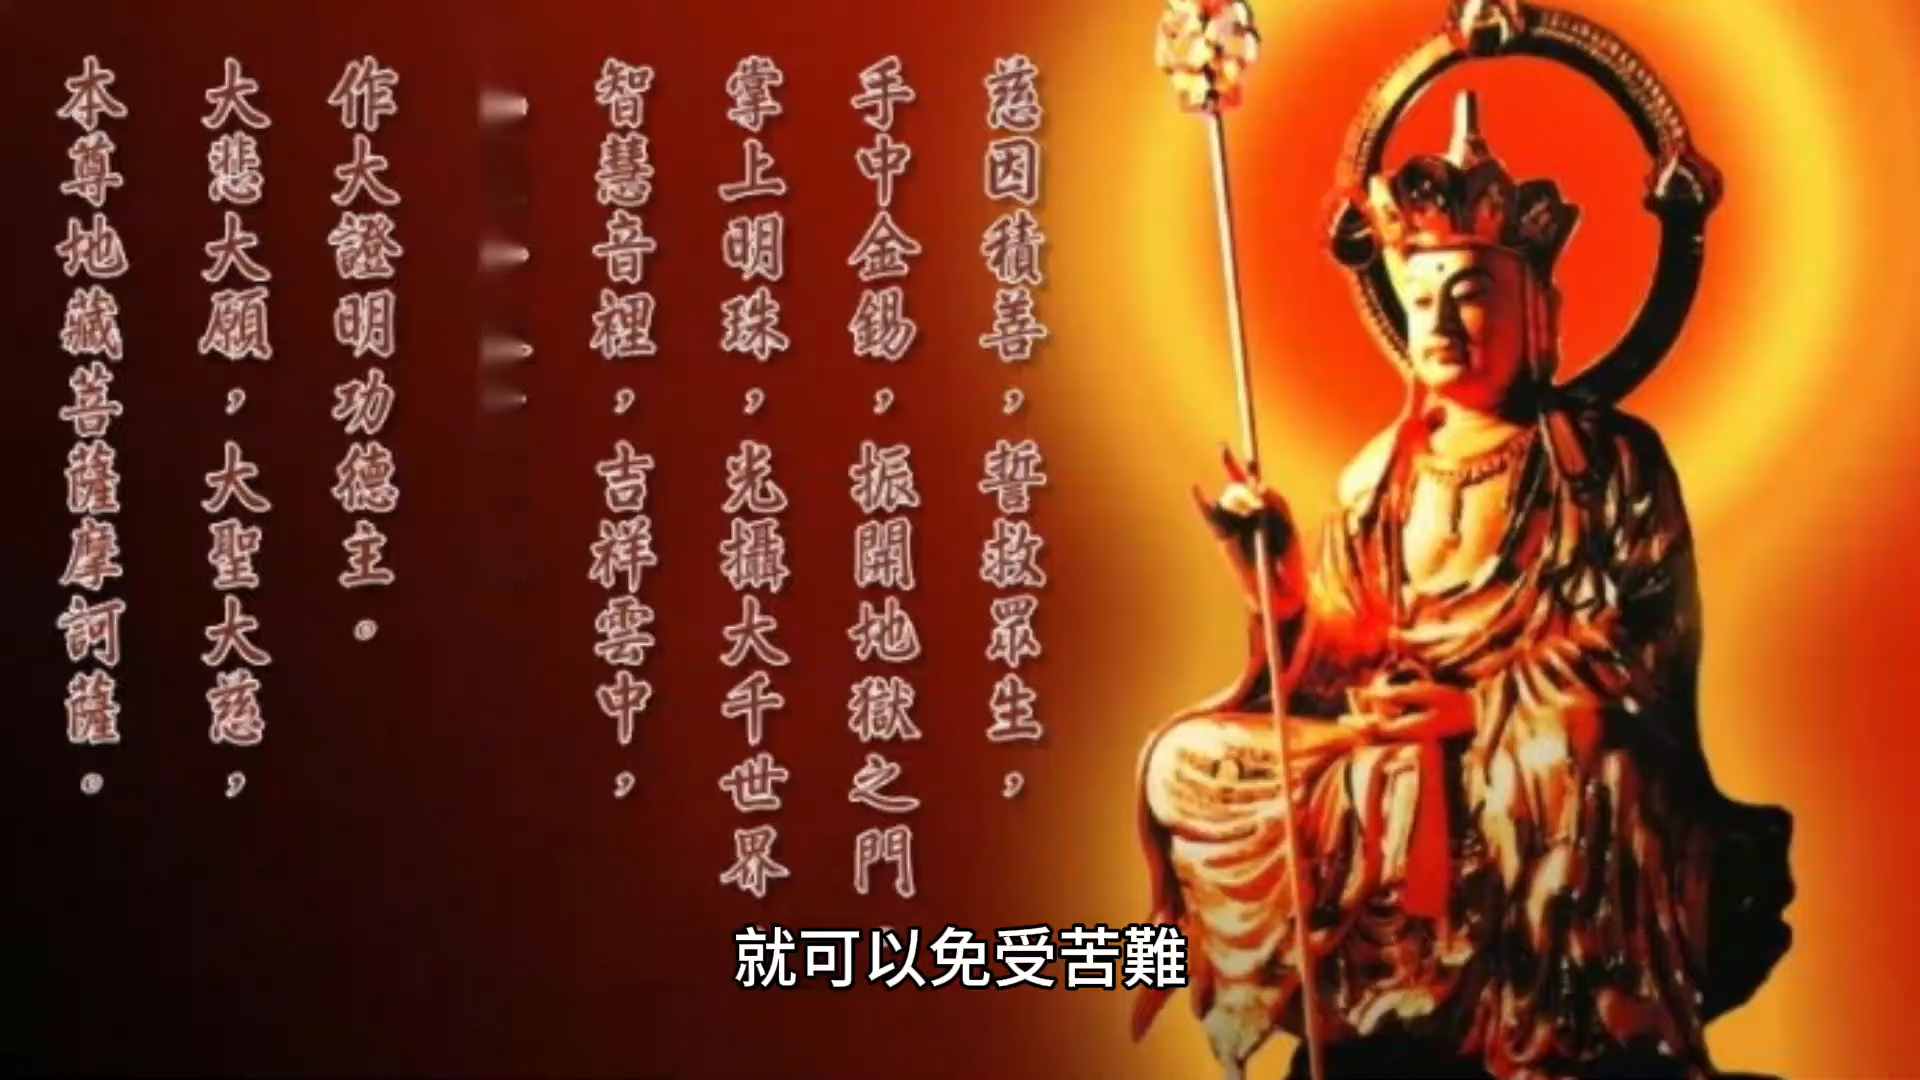 慈因積善，誓救眾生，
手中金錫，振開地獄之門
掌上明珠，光攝大千世界
智慧音裡，吉祥雲中，
作大證明功德主。
大悲大願，大聖大慈，
本尊地藏菩薩摩訶薩。
就可以免受苦難